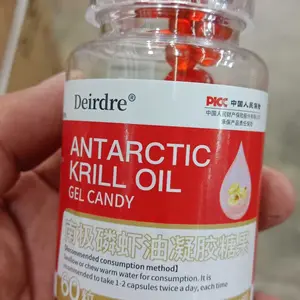 Deirdre®
PICC 中国人民保险
ANTARCTIC
KRILL OIL
GEL CANDY
南极磷虾油凝胶糖果
Recommended consumption method】
Swallow or chew warm water for consumption. It is
recommended to take 1-2 capsules twice a day, each time
60